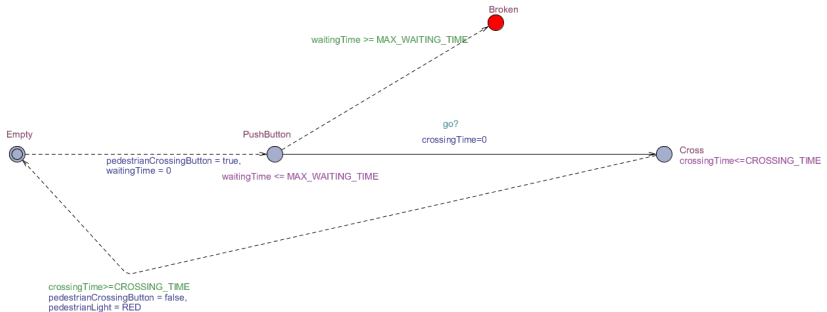 Broken
waitingTime >= MAX_WAITING_TIME
go?
Empty
PushButton
crossingTime=0
Cross
pedestrianCrossingButton = true,
waitingTime = 0
crossingTime<=CROSSING_TIME
waitingTime <= MAX_WAITING_TIME
crossingTime>=CROSSING_TIME
pedestrianCrossingButton = false,
pedestrianLight = RED